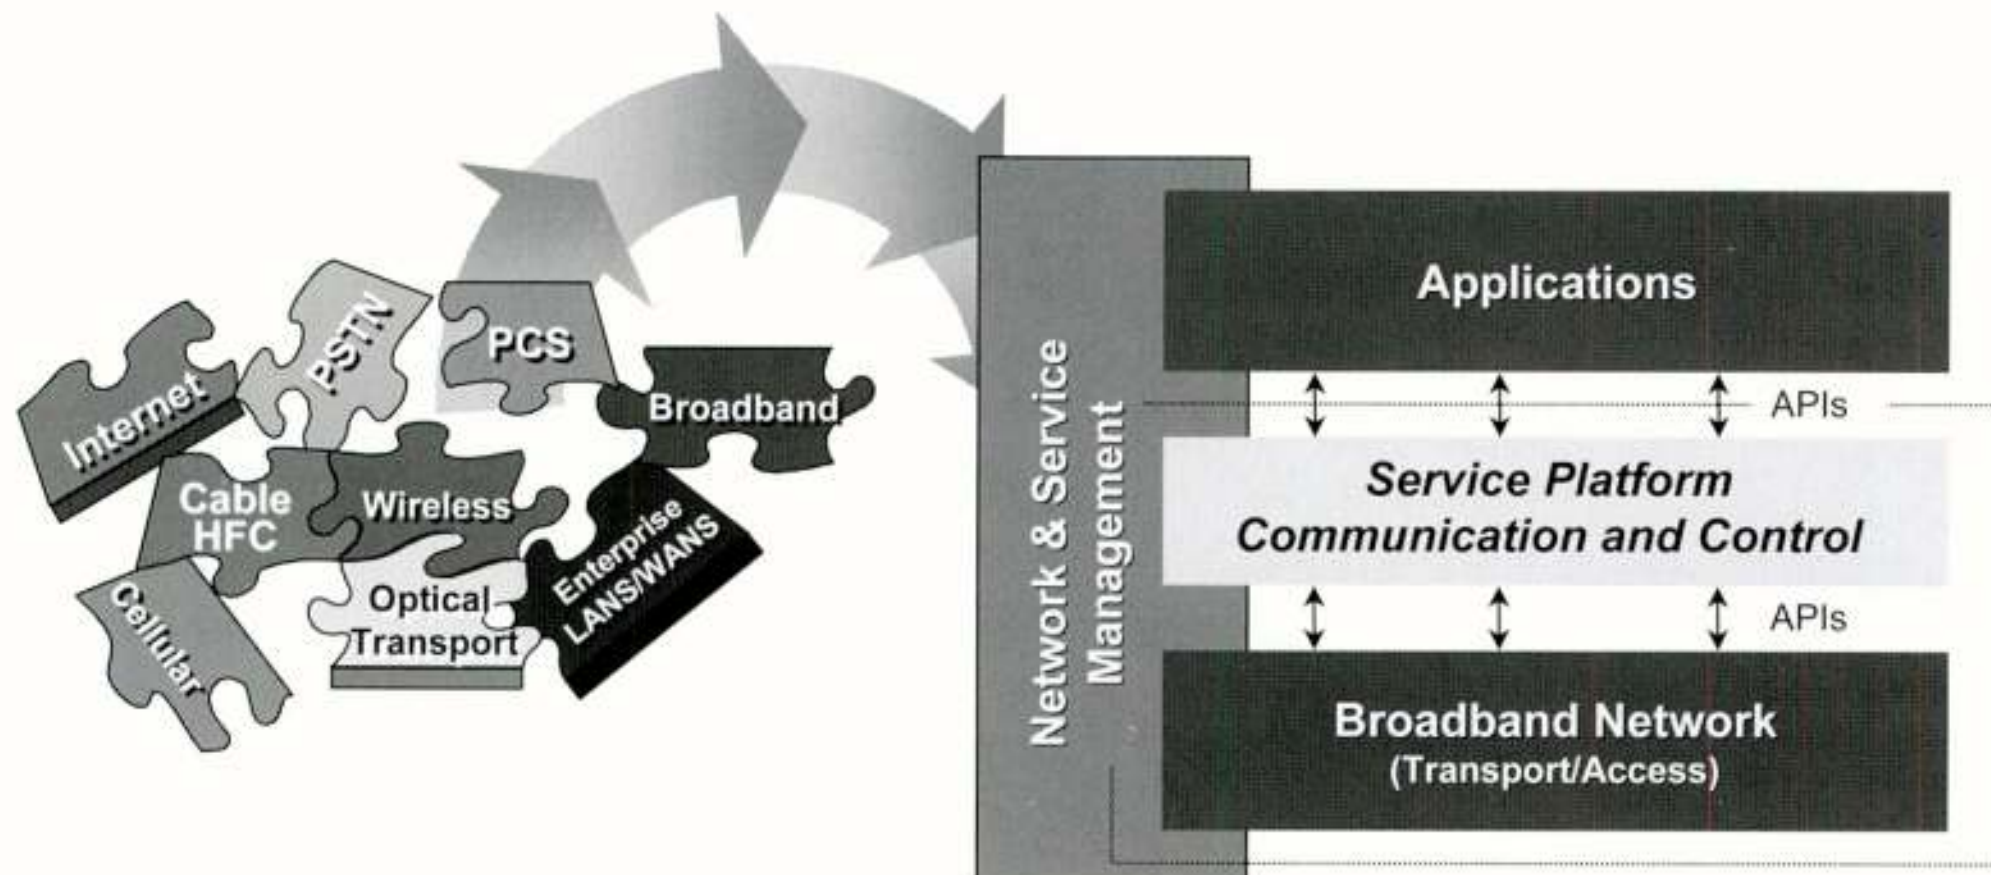 Internet
PSTN
PCS
Broadband
Cable
HFC
Wireless
Enterprise
LANS/WANS
Optical
Transport
Cellular
Network & Service
Management
Applications
APIs
Service Platform
Communication and Control
APIs
Broadband Network
(Transport/Access)